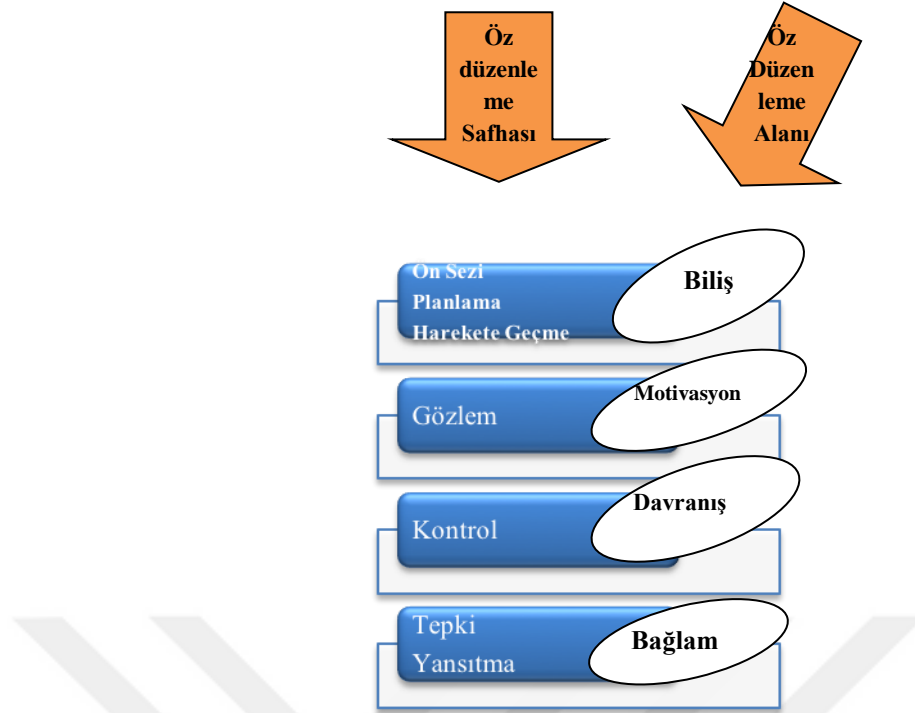 Öz
düzenle
me
Safhası
Öz
Düzen
leme
Alanı
Ön Sezi
Planlama
Harekete Geçme
Biliş
Gözlem
Motivasyon
Kontrol
Davranış
Tepki
Yansıtma
Bağlam